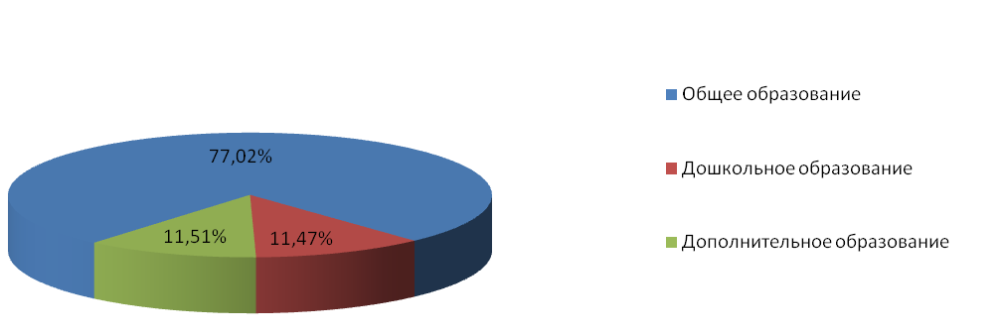 77,02%
11,51%
11,47%
Общее образование
Дошкольное образование
Дополнительное образование